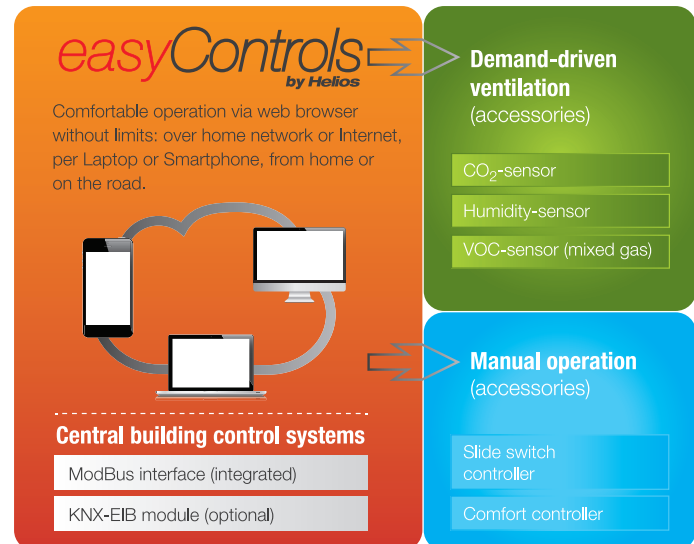 easyControls
by Helios
Comfortable operation via web browser
without limits: over home network or Internet,
per Laptop or Smartphone, from home or
on the road.
Central building control systems
ModBus interface (integrated)
KNX-EIB module (optional)
Demand-driven
ventilation
(accessories)
CO₂-sensor
Humidity-sensor
VOC-sensor (mixed gas)
Manual operation
(accessories)
Slide switch
controller
Comfort controller